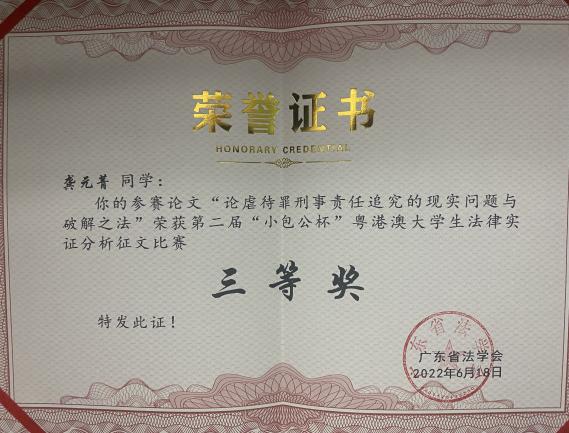 荣誉证书
HONORARY CREDENTIAL
龚元菁 同学：
你的参赛论文“论虐待罪刑事责任追究的现实问题与
破解之法”荣获第二届“小包公杯”粤港澳大学生法律实
证分析征文比赛
三等奖
特发此证！
广东省法学会
2022年6月18日